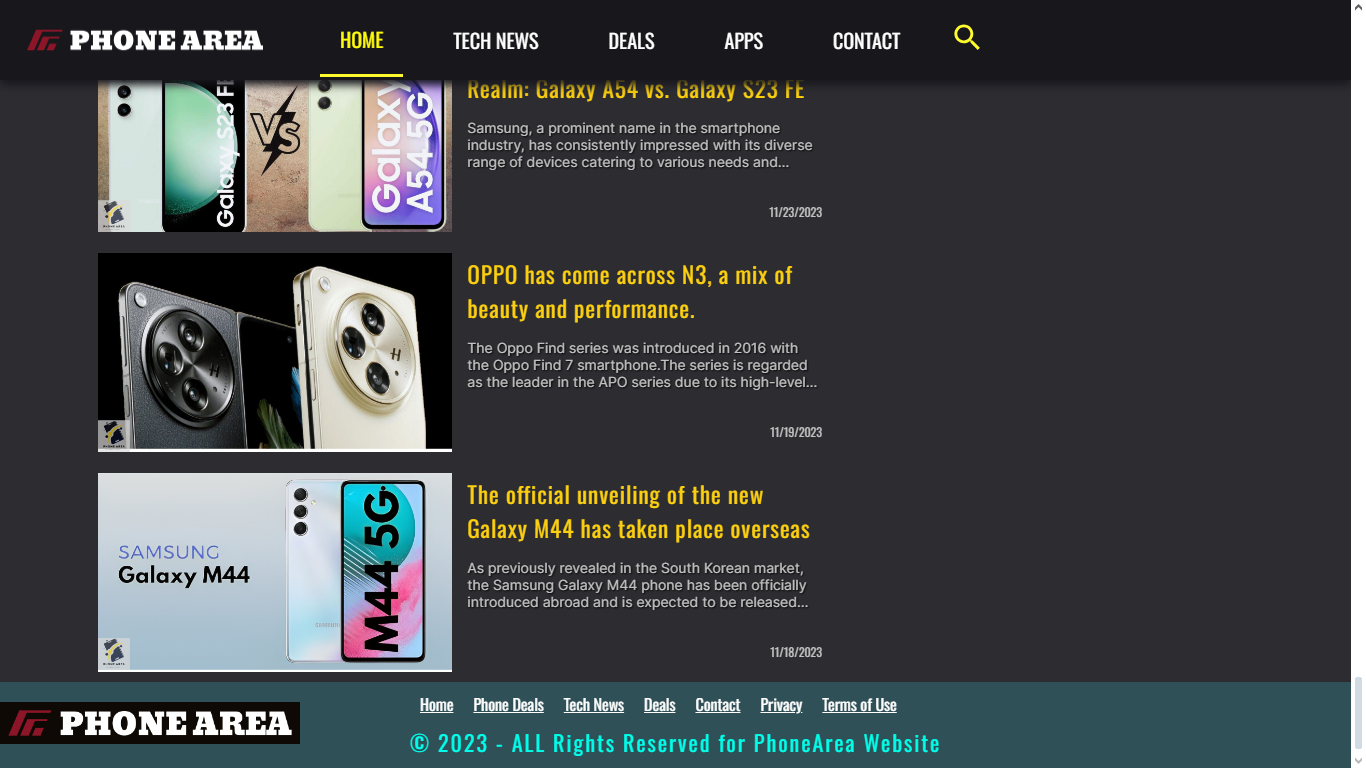 PHONE AREA
HOME
TECH NEWS
DEALS
APPS
CONTACT
Galaxy S23 FE
VS
Galaxy
A54 5G
Realm: Galaxy A54 vs. Galaxy S23 FE
Samsung, a prominent name in the smartphone
industry, has consistently impressed with its diverse
range of devices catering to various needs and...
11/23/2023
OPPO has come across N3, a mix of
beauty and performance.
The Oppo Find series was introduced in 2016 with
the Oppo Find 7 smartphone.The series is regarded
as the leader in the APO series due to its high-level...
11/19/2023
SAMSUNG
Galaxy M44
SAMSUNG
M44 5G
The official unveiling of the new
Galaxy M44 has taken place overseas
As previously revealed in the South Korean market,
the Samsung Galaxy M44 phone has been officially
introduced abroad and is expected to be released...
11/18/2023
PHONE AREA
Home
Phone Deals
Tech News
Deals
Contact
Privacy
Terms of Use
© 2023 - ALL Rights Reserved for PhoneArea Website